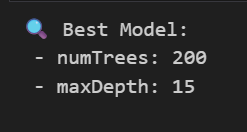 🔍 Best Model:
- numTrees: 200
- maxDepth: 15